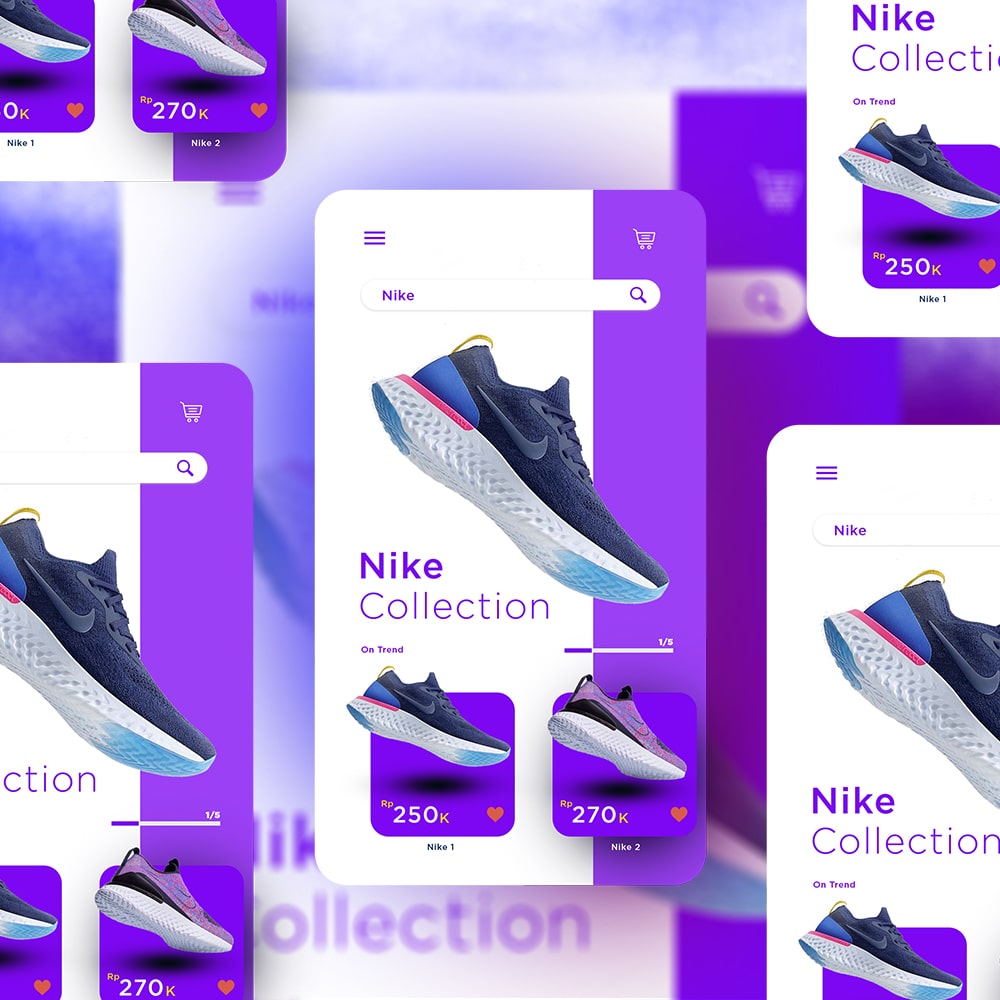 Rp 270K
0K
Nike 1
Nike 2
Nike
Collecti
On Trend
Rp 250K
Nike 1
Nike
Nike
Collection
On Trend
1/5
Rp 250K
Rp 270K
Nike 1
Nike 2
ction
1/5
Rp 270K
Nike
Nike
Collection
On Trend
Collection